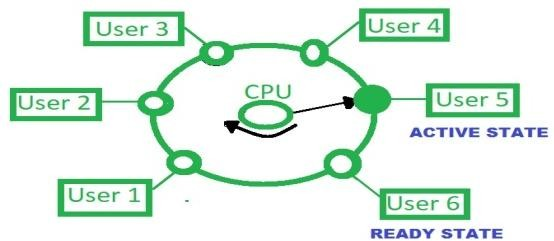 User 3
User 4
User 2
CPU
User 5
ACTIVE STATE
User 1
User 6
READY STATE